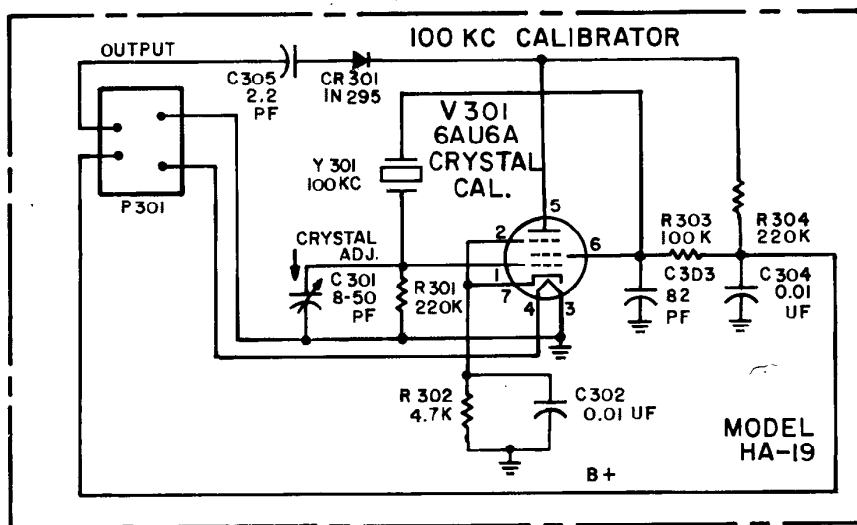 100 KC CALIBRATOR
OUTPUT
C305
2.2
PF
CR301
IN295
V301
6AU6A
CRYSTAL
CAL.
Y301
100KC
P301
CRYSTAL
ADJ.
C301
8-50
PF
R301
220K
2
1
7
4
3
5
6
R303
100K
C3D3
82
PF
R304
220K
C304
0.01
UF
R302
4.7K
C302
0.01 UF
B+
MODEL
HA-19